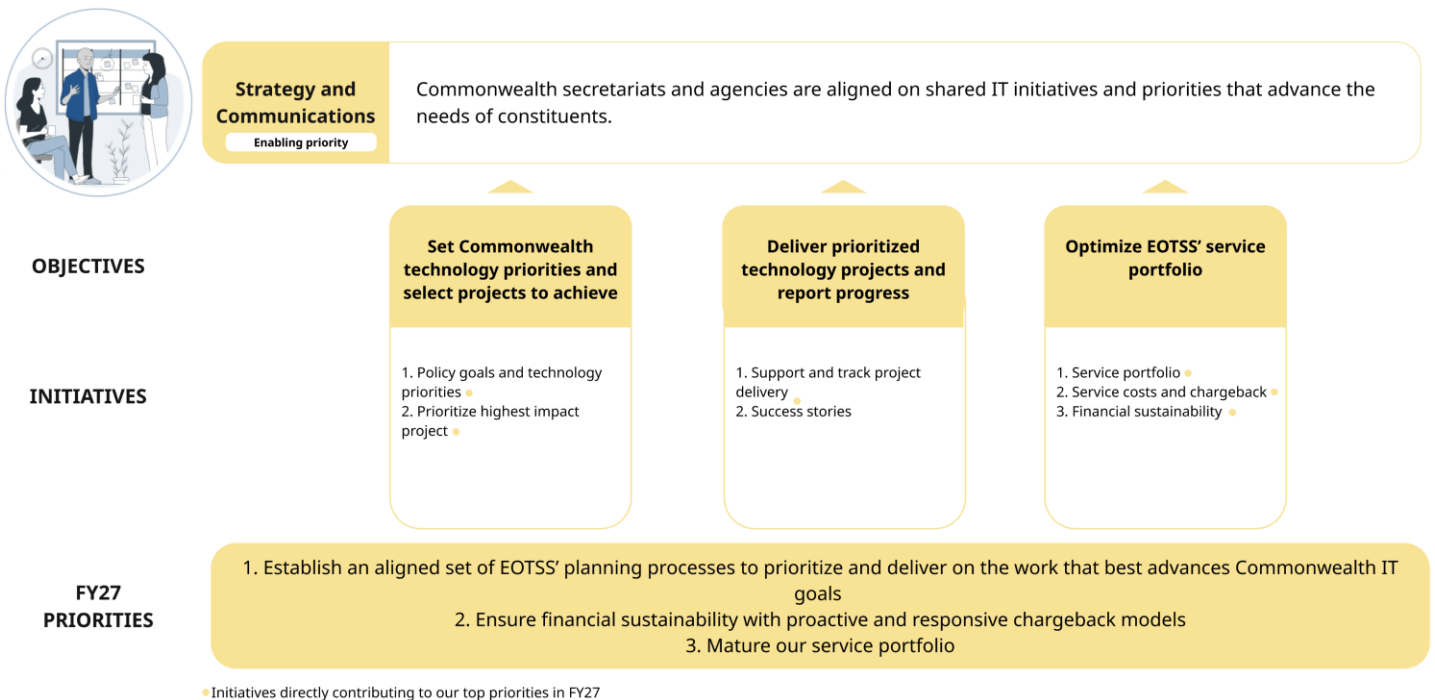 Strategy and
Communications
Enabling priority
Commonwealth secretariats and agencies are aligned on shared IT initiatives and priorities that advance the
needs of constituents.
OBJECTIVES
Set Commonwealth
technology priorities and
select projects to achieve
Deliver prioritized
technology projects and
report progress
Optimize EOTSS’ service
portfolio
INITIATIVES
1. Policy goals and technology
priorities
2. Prioritize highest impact
project
1. Support and track project
delivery
2. Success stories
1. Service portfolio
2. Service costs and chargeback
3. Financial sustainability
FY27
PRIORITIES
1. Establish an aligned set of EOTSS’ planning processes to prioritize and deliver on the work that best advances Commonwealth IT
goals
2. Ensure financial sustainability with proactive and responsive chargeback models
3. Mature our service portfolio
Initiatives directly contributing to our top priorities in FY27